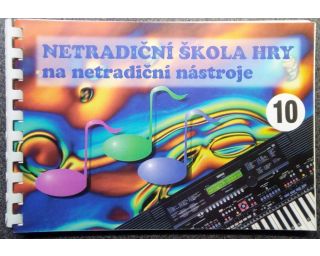 NETRADIČNÍ ŠKOLA HRY
na netradiční nástroje
10